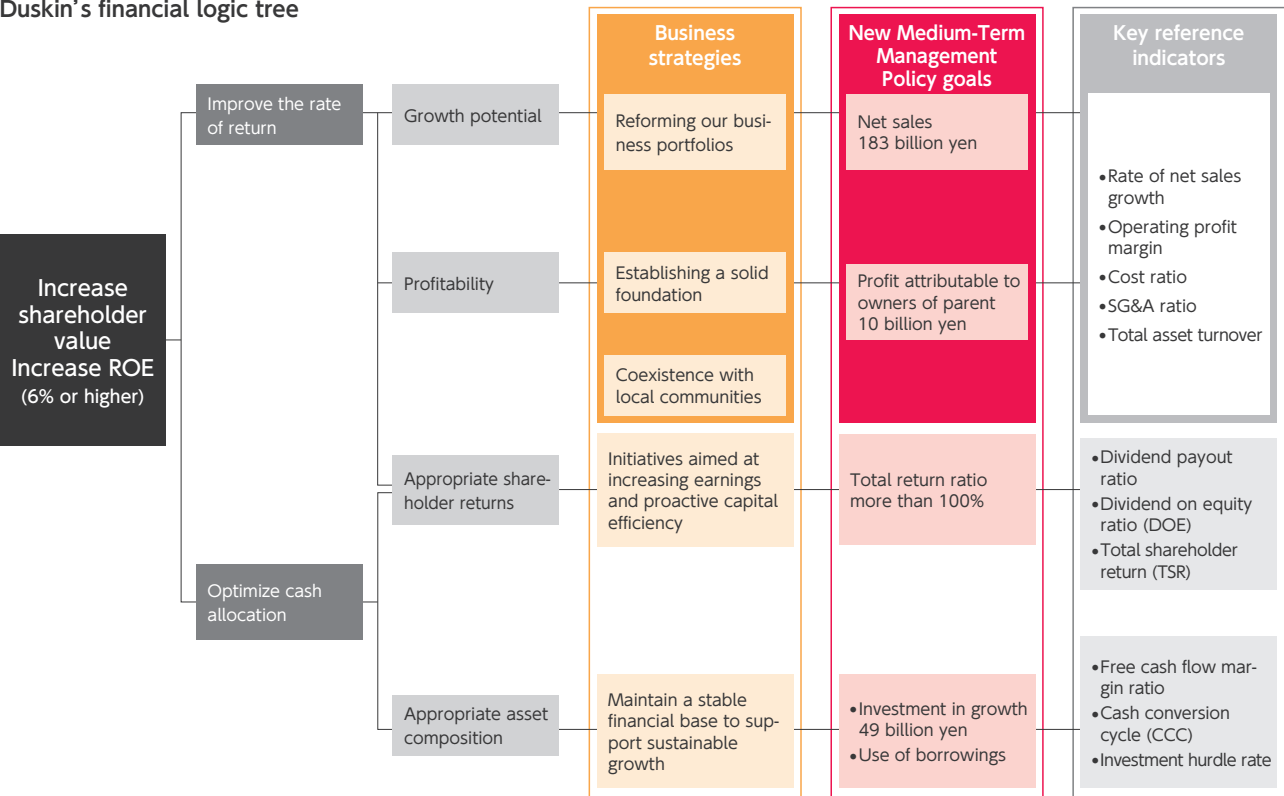 Duskin's financial logic tree
Increase
shareholder
value
Increase ROE
(6% or higher)
Improve the rate
of return
Optimize cash
allocation
Growth potential
Profitability
Appropriate share-
holder returns
Appropriate asset
composition
Business
strategies
Reforming our busi-
ness portfolios
Establishing a solid
foundation
Coexistence with
local communities
Initiatives aimed at
increasing earnings
and proactive capital
efficiency
Maintain a stable
financial base to sup-
port sustainable
growth
New Medium-Term
Management
Policy goals
Net sales
183 billion yen
Profit attributable to
owners of parent
10 billion yen
Total return ratio
more than 100%
•Investment in growth
49 billion yen
•Use of borrowings
Key reference
indicators
•Rate of net sales
growth
•Operating profit
margin
•Cost ratio
•SG&A ratio
•Total asset turnover
•Dividend payout
ratio
•Dividend on equity
ratio (DOE)
•Total shareholder
return (TSR)
•Free cash flow mar-
gin ratio
•Cash conversion
cycle (CCC)
•Investment hurdle rate